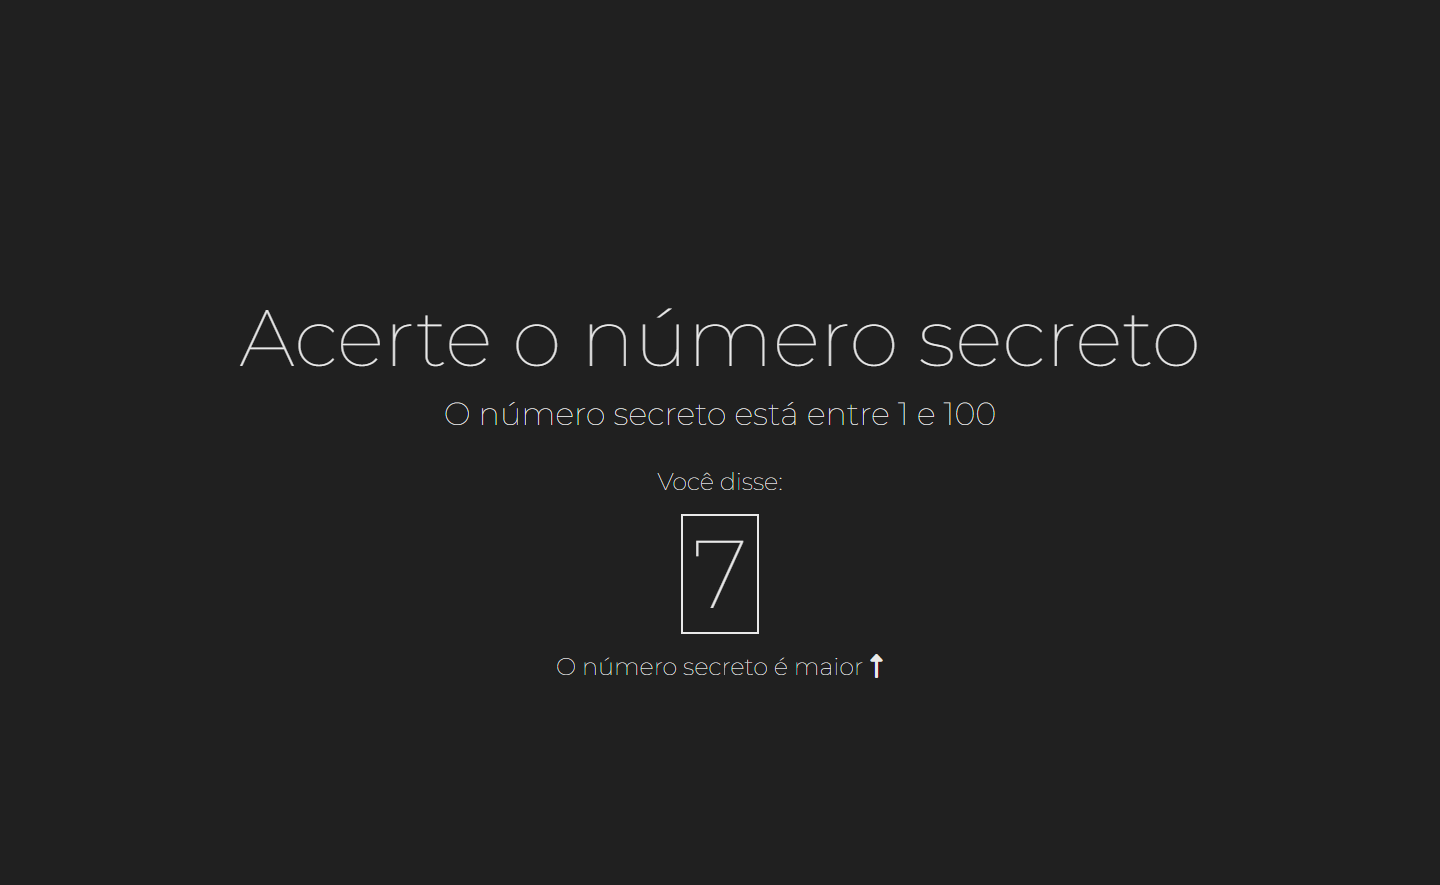 Acerte o número secreto
O número secreto está entre 1 e 100
Você disse:
7
O número secreto é maior ⬆